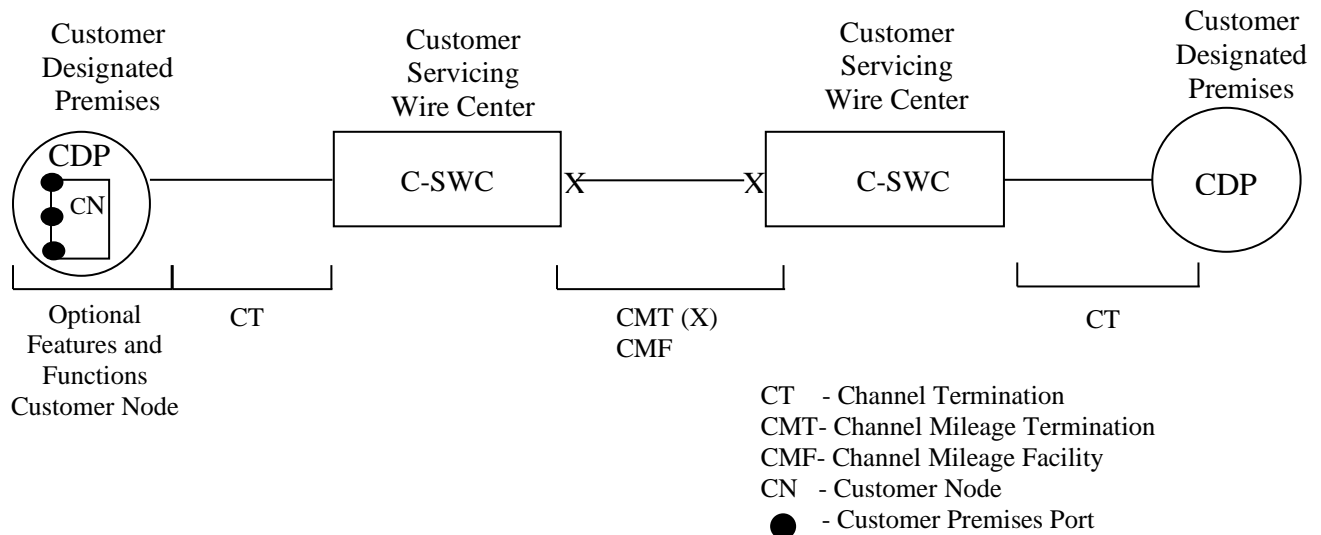 Customer
Designated
Premises
Customer
Servicing
Wire Center
Customer
Servicing
Wire Center
Customer
Designated
Premises
CDP
CN
C-SWC
X
X
C-SWC
CDP
Optional
Features and
Functions
Customer Node
CT
CMT (X)
CMF
CT
CT - Channel Termination
CMT- Channel Mileage Termination
CMF- Channel Mileage Facility
CN - Customer Node
- Customer Premises Port